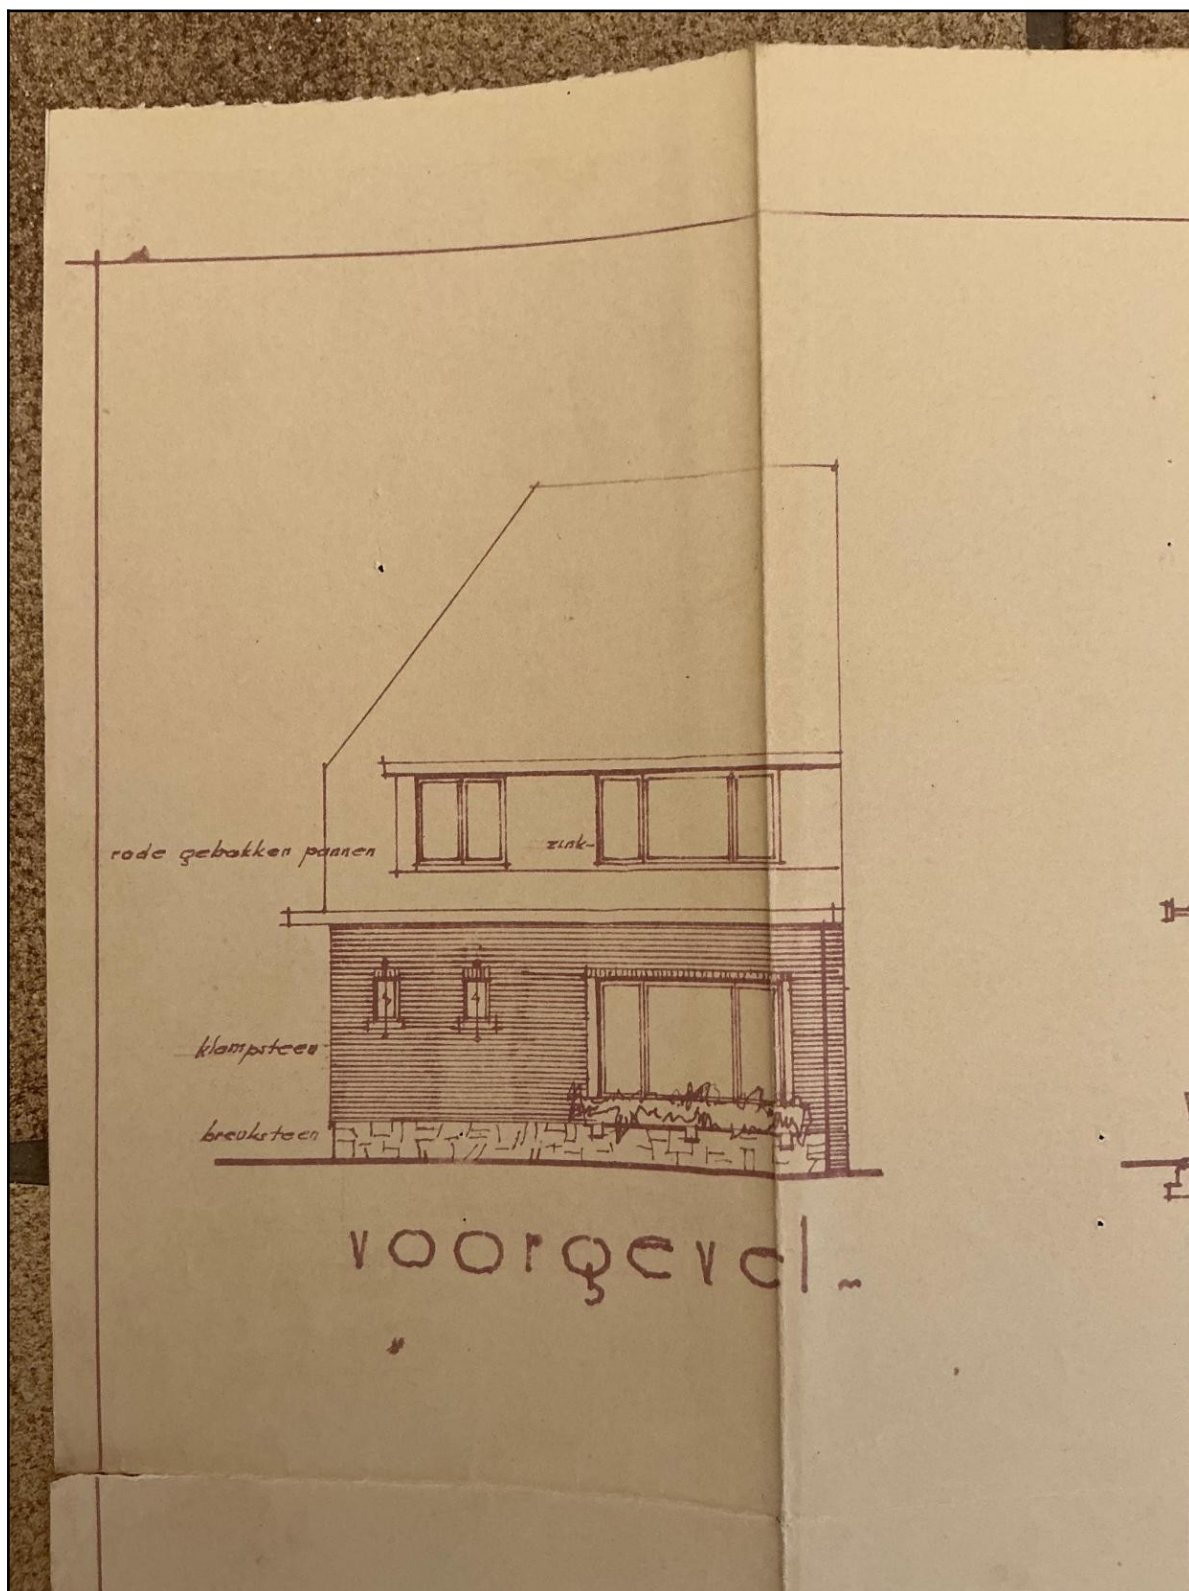 rode gebakken pannen
zink
klampsteen
breuksteen
voorgevel